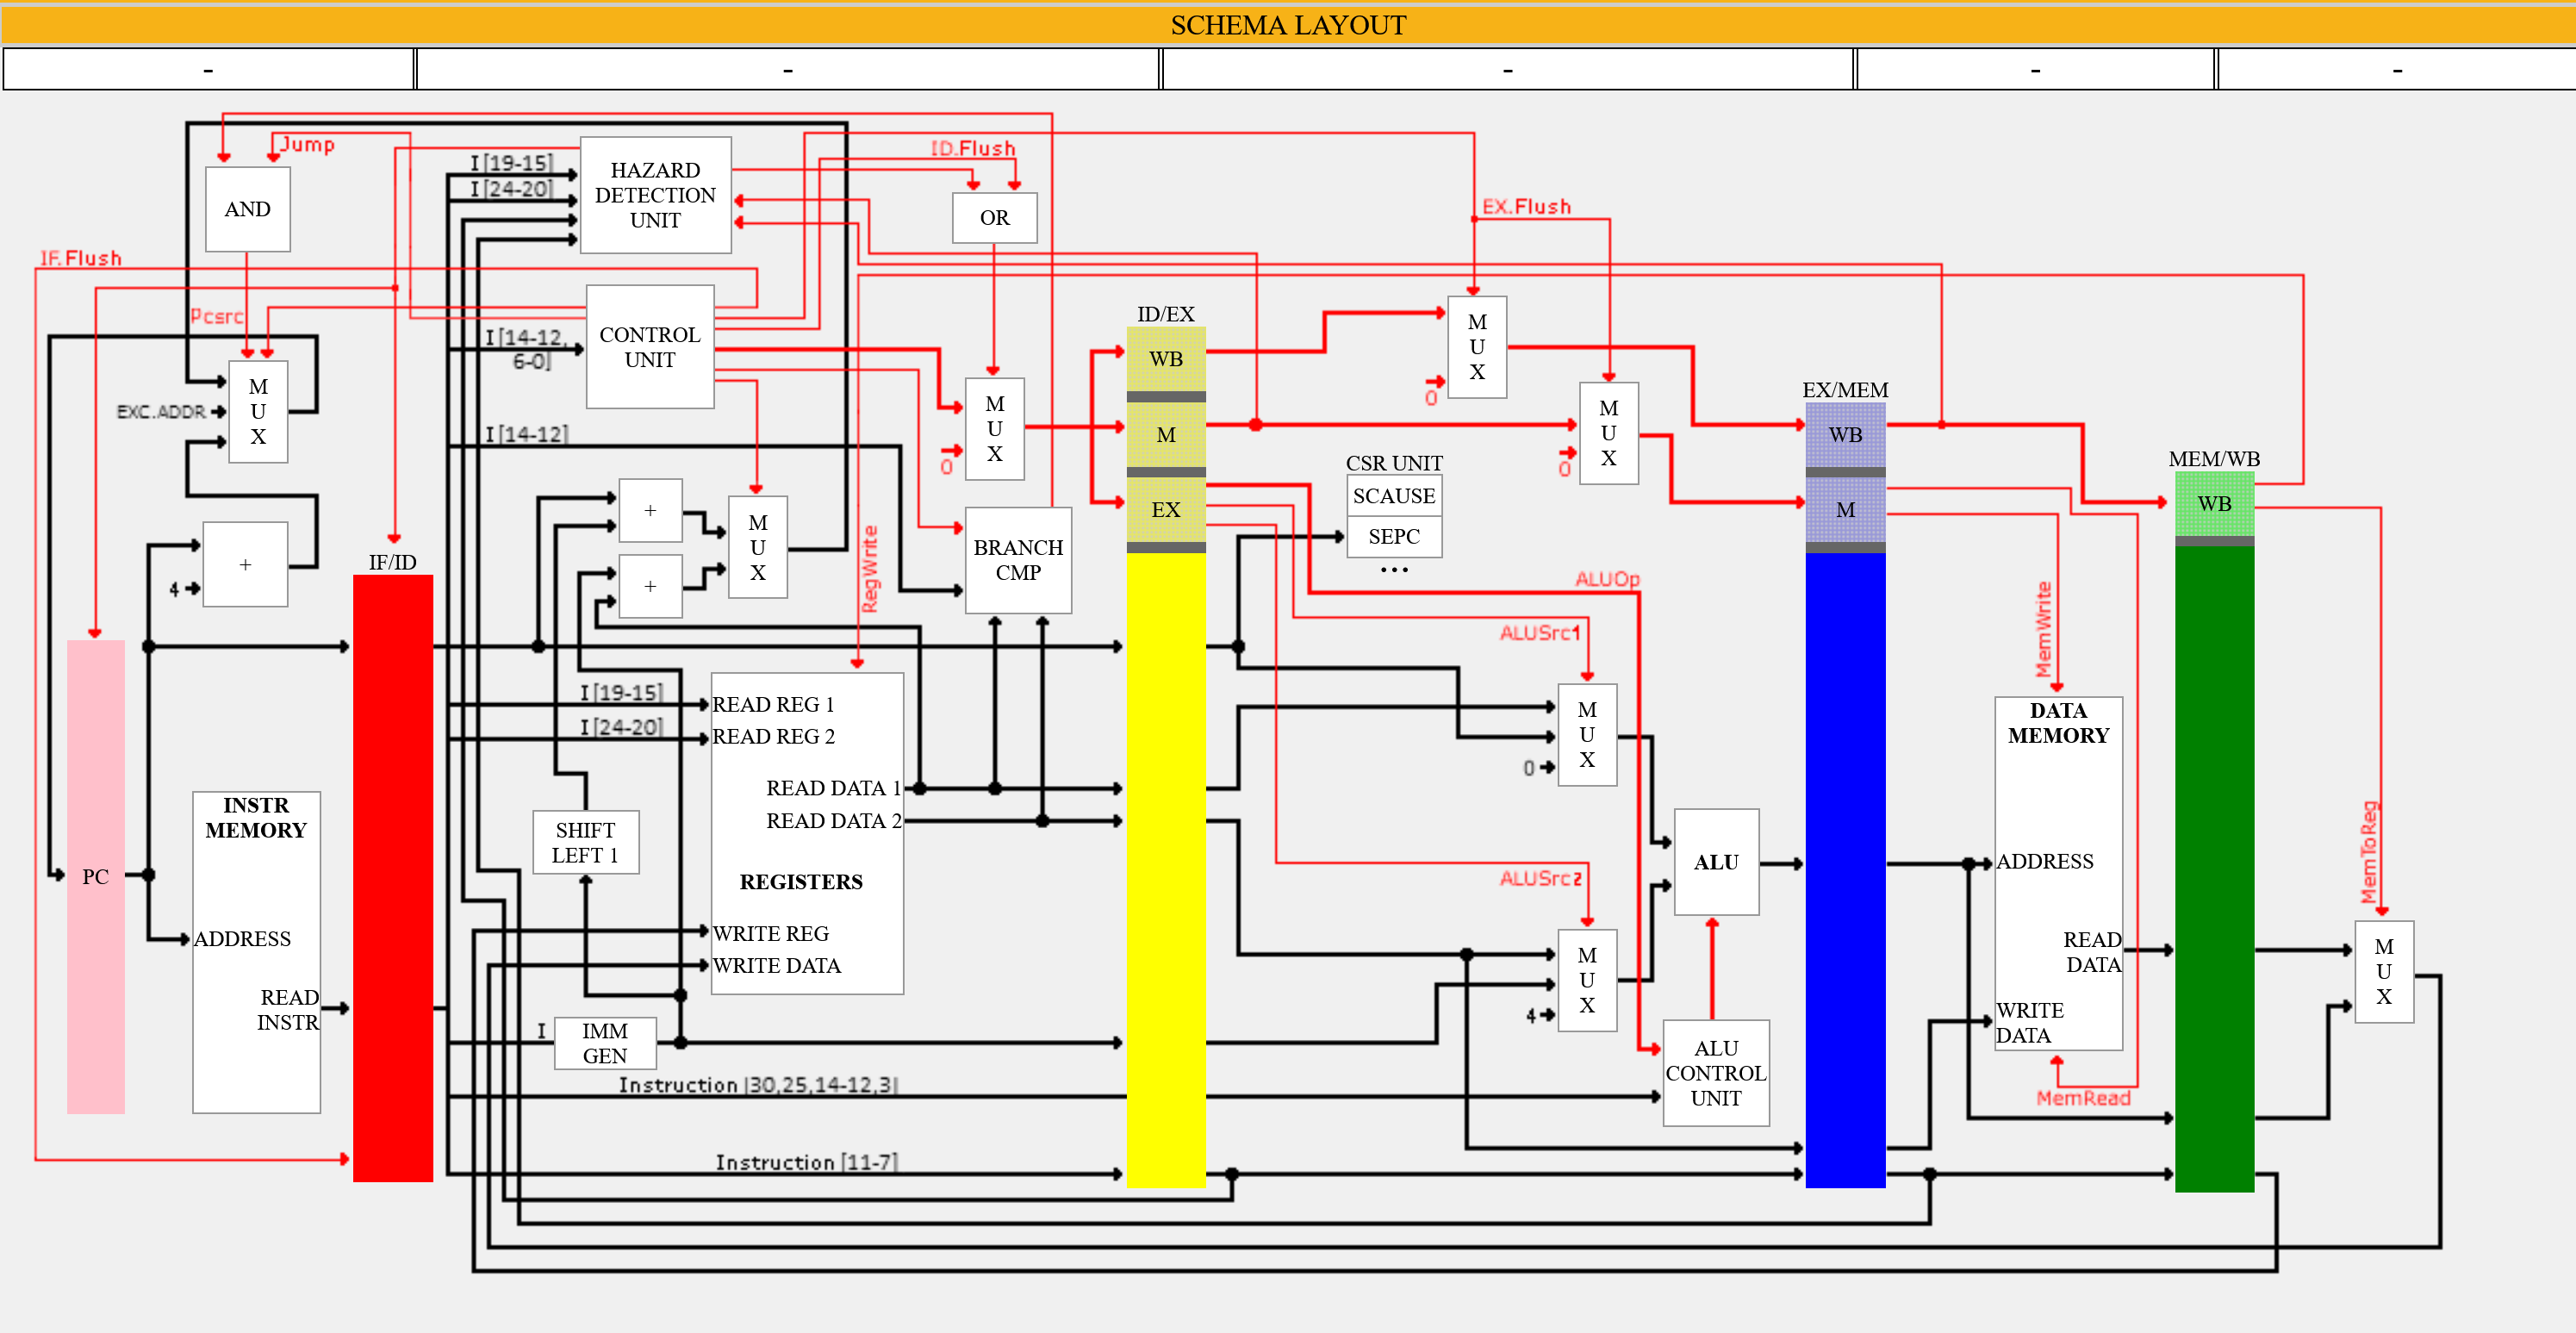 SCHEMA LAYOUT
-
-
-
-
-
Jump
AND
I [19-15]
I [24-20]
HAZARD
DETECTION
UNIT
ID.Flush
OR
EX.Flush
IF.Flush
Pcsrc
M
U
X
EXC.ADDR
I [14-12,
6-0]
CONTROL
UNIT
I [14-12]
M
U
X
0
ID/EX
WB
M
EX
M
U
X
0
M
U
X
0
EX/MEM
WB
M
MEM/WB
WB
CSR UNIT
SCAUSE
SEPC
...
+
4
IF/ID
+
+
M
U
X
RegWrite
BRANCH
CMP
ALUOp
ALUSrc1
MemWrite
PC
INSTR
MEMORY
ADDRESS
READ
INSTR
I [19-15]
I [24-20]
READ REG 1
READ REG 2
READ DATA 1
READ DATA 2
REGISTERS
WRITE REG
WRITE DATA
SHIFT
LEFT 1
I
IMM
GEN
Instruction [30,25,14-12,3]
Instruction [11-7]
M
U
X
0
ALUSrc2
M
U
X
4
ALU
ALU
CONTROL
UNIT
DATA
MEMORY
ADDRESS
READ
DATA
WRITE
DATA
MemRead
MemToReg
M
U
X